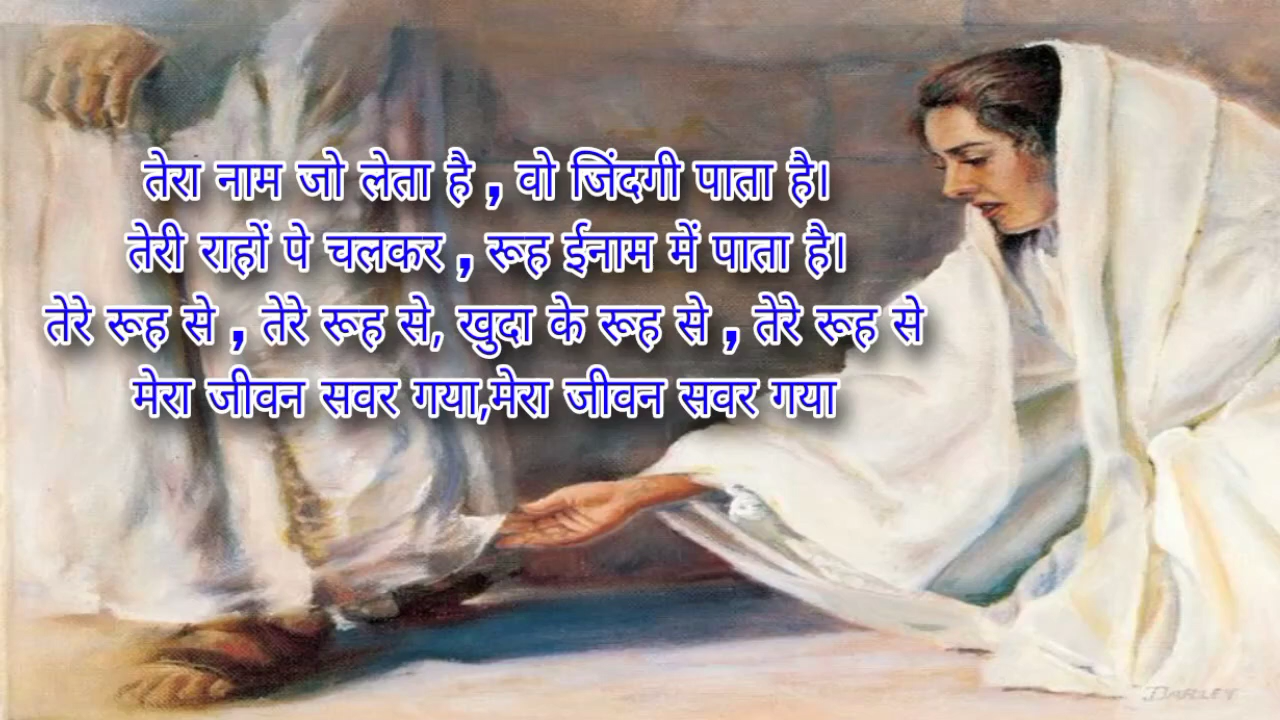 तेरा नाम जो लेता है , वो जिंदगी पाता है।
तेरी राहों पे चलकर , रूह ईनाम में पाता है।
तेरे रूह से , तेरे रूह से, खुदा के रूह से , तेरे रूह से
मेरा जीवन सवर गया,मेरा जीवन सवर गया